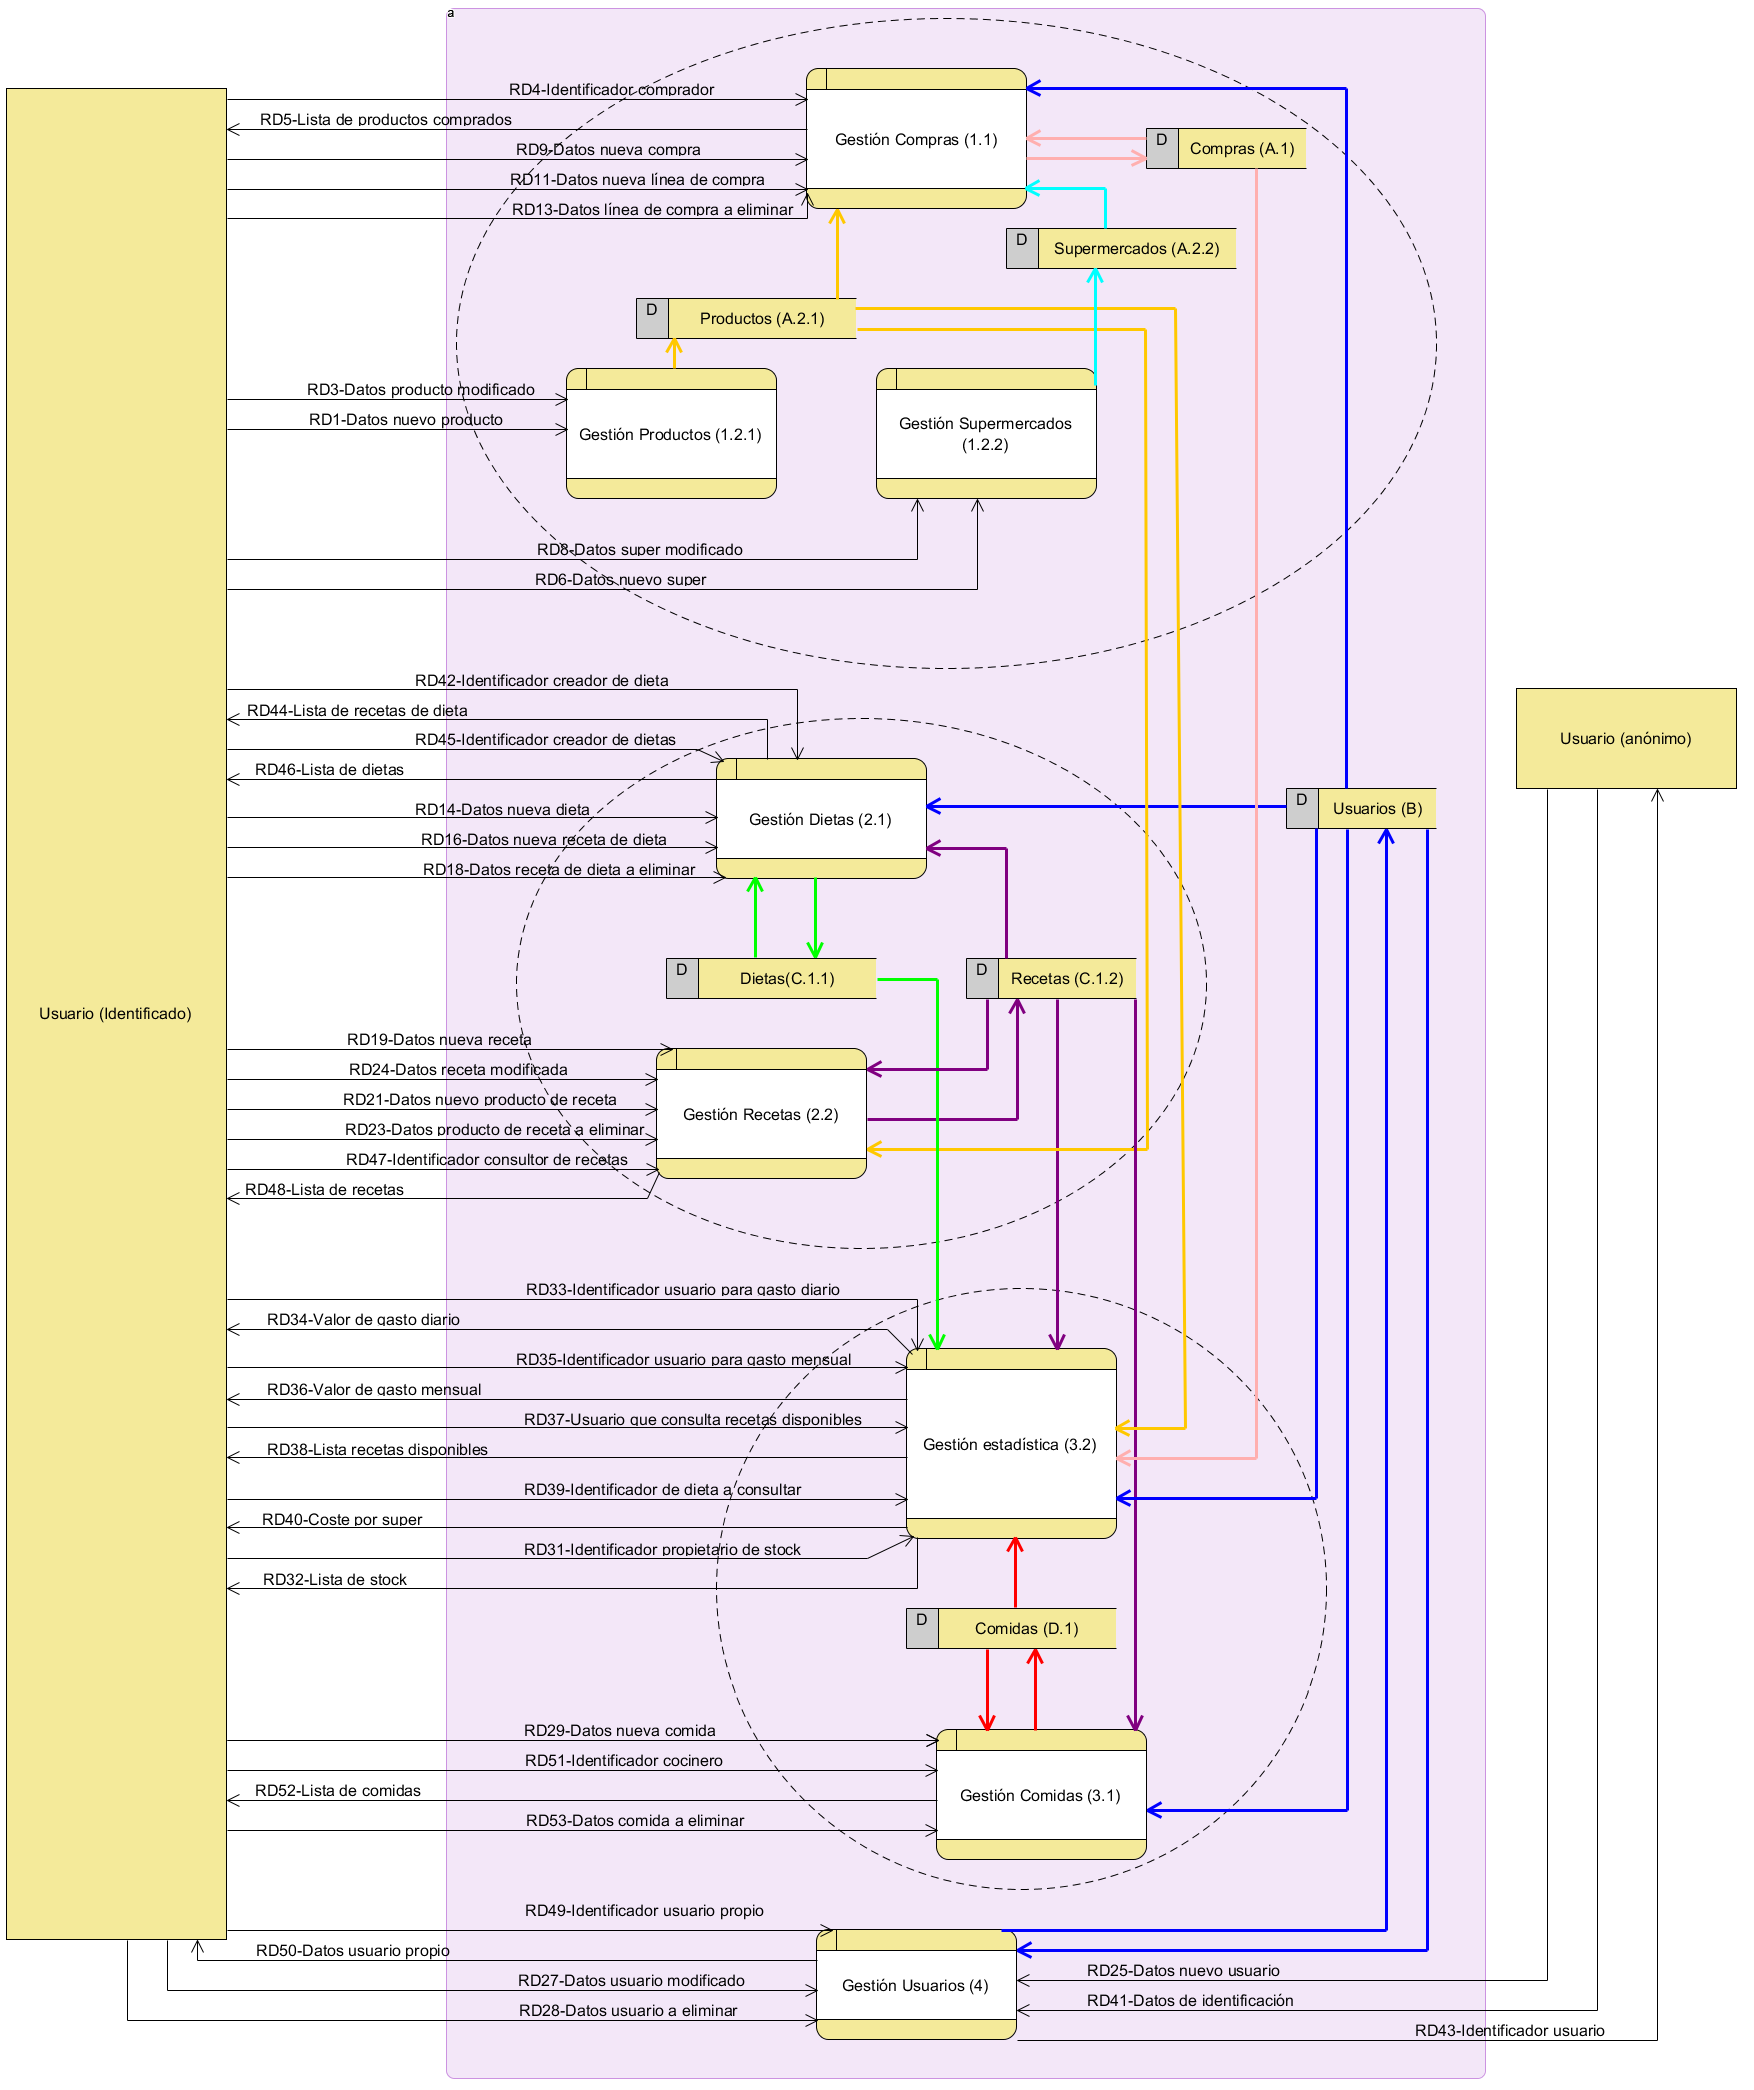 a
RD4-Identificador comprador
RD5-Lista de productos comprados
RD9-Datos nueva compra
RD11-Datos nueva línea de compra
RD13-Datos línea de compra a eliminar
Gestión Compras (1.1)
D
Compras (A.1)
D
Supermercados (A.2.2)
D
Productos (A.2.1)
RD3-Datos producto modificado
RD1-Datos nuevo producto
Gestión Productos (1.2.1)
Gestión Supermercados
(1.2.2)
RD8-Datos super modificado
RD6-Datos nuevo super
RD42-Identificador creador de dieta
RD44-Lista de recetas de dieta
RD45-Identificador creador de dietas
RD46-Lista de dietas
RD14-Datos nueva dieta
RD16-Datos nueva receta de dieta
RD18-Datos receta de dieta a eliminar
Gestión Dietas (2.1)
Usuario (anónimo)
D
Usuarios (B)
D
Dietas(C.1.1)
D
Recetas (C.1.2)
Usuario (Identificado)
RD19-Datos nueva receta
RD24-Datos receta modificada
RD21-Datos nuevo producto de receta
RD23-Datos producto de receta a eliminar
RD47-Identificador consultor de recetas
RD48-Lista de recetas
Gestión Recetas (2.2)
RD33-Identificador usuario para gasto diario
RD34-Valor de gasto diario
RD35-Identificador usuario para gasto mensual
RD36-Valor de gasto mensual
RD37-Usuario que consulta recetas disponibles
RD38-Lista recetas disponibles
RD39-Identificador de dieta a consultar
RD40-Coste por super
RD31-Identificador propietario de stock
RD32-Lista de stock
Gestión estadística (3.2)
D
Comidas (D.1)
RD29-Datos nueva comida
RD51-Identificador cocinero
RD52-Lista de comidas
RD53-Datos comida a eliminar
Gestión Comidas (3.1)
RD49-Identificador usuario propio
RD50-Datos usuario propio
RD27-Datos usuario modificado
RD28-Datos usuario a eliminar
Gestión Usuarios (4)
RD25-Datos nuevo usuario
RD41-Datos de identificación
RD43-Identificador usuario